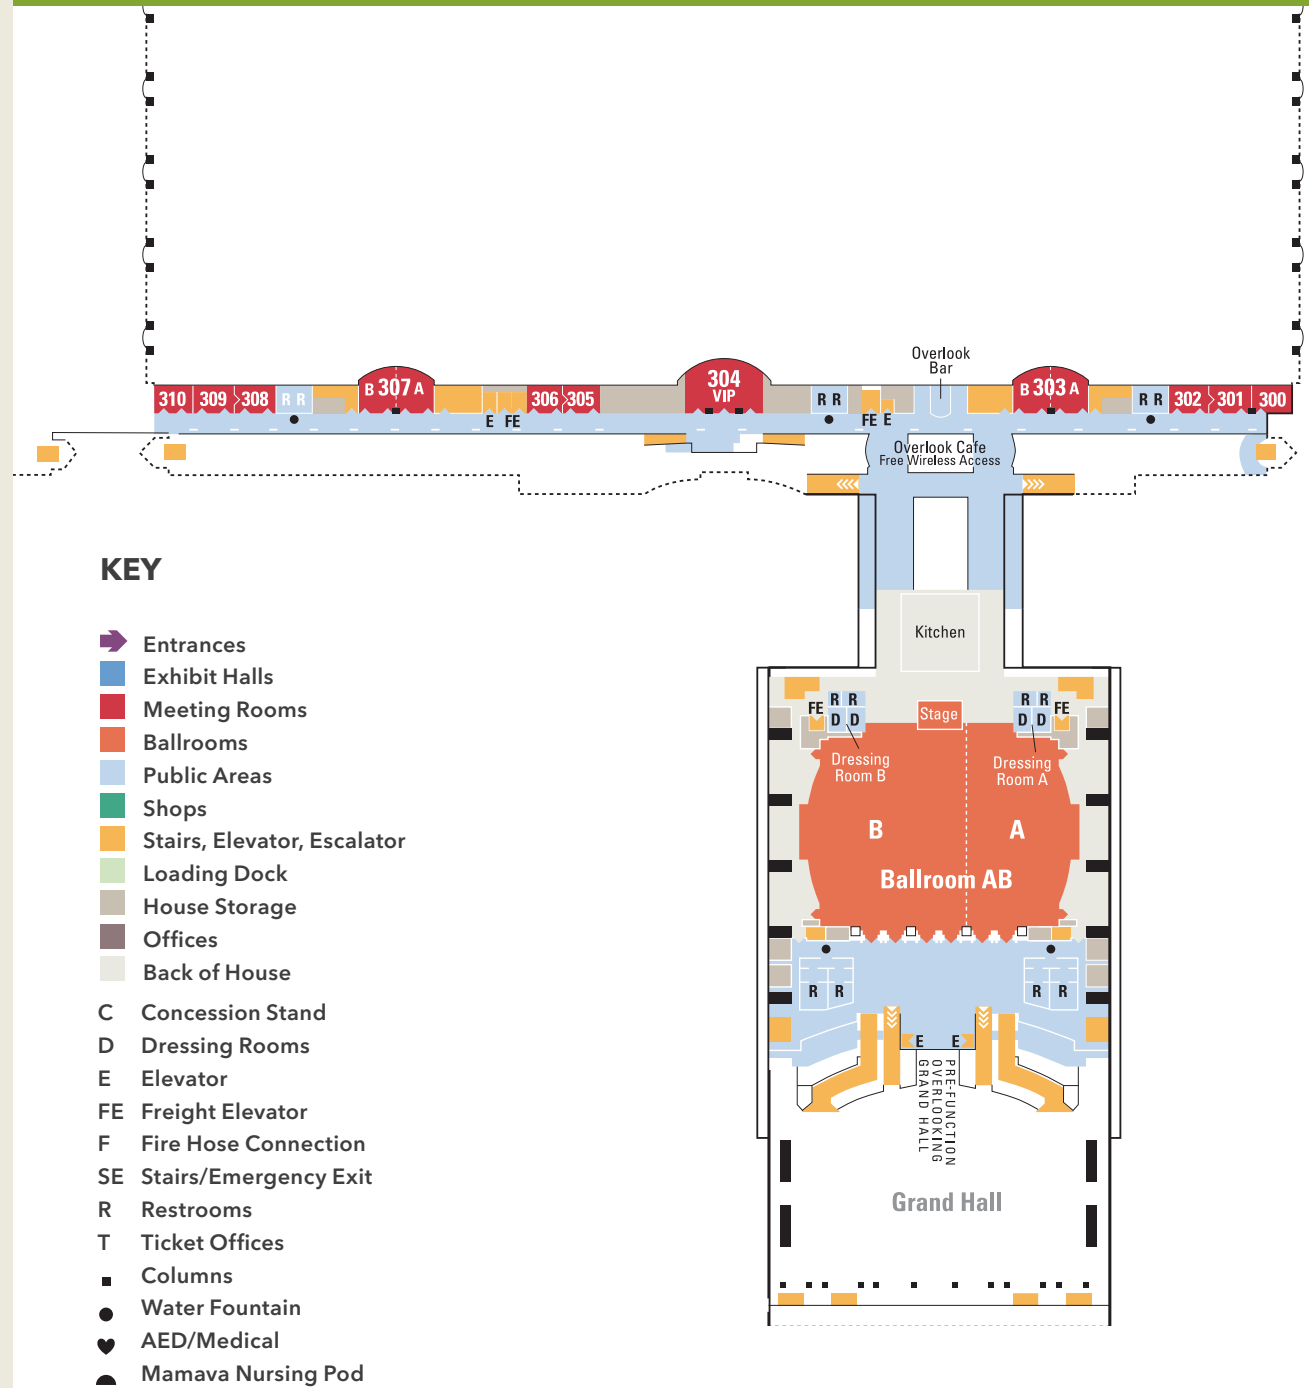 Overlook
Bar
310 309 308 R R B 307 A 306 305 304 R R B 303 A R R 302 301 300
VIP
E FE FE E
Overlook Cafe
Free Wireless Access
Kitchen
R R R R
FE D D Stage D D FE
Dressing Dressing
Room B Room A
B A
Ballroom AB
R R R R
E E
PRE-FUNCTION
OVERLOOKING
GRAND HALL
Grand Hall
KEY
Entrances
Exhibit Halls
Meeting Rooms
Ballrooms
Public Areas
Shops
Stairs, Elevator, Escalator
Loading Dock
House Storage
Offices
Back of House
C Concession Stand
D Dressing Rooms
E Elevator
FE Freight Elevator
F Fire Hose Connection
SE Stairs/Emergency Exit
R Restrooms
T Ticket Offices
Columns
Water Fountain
AED/Medical
Mamava Nursing Pod